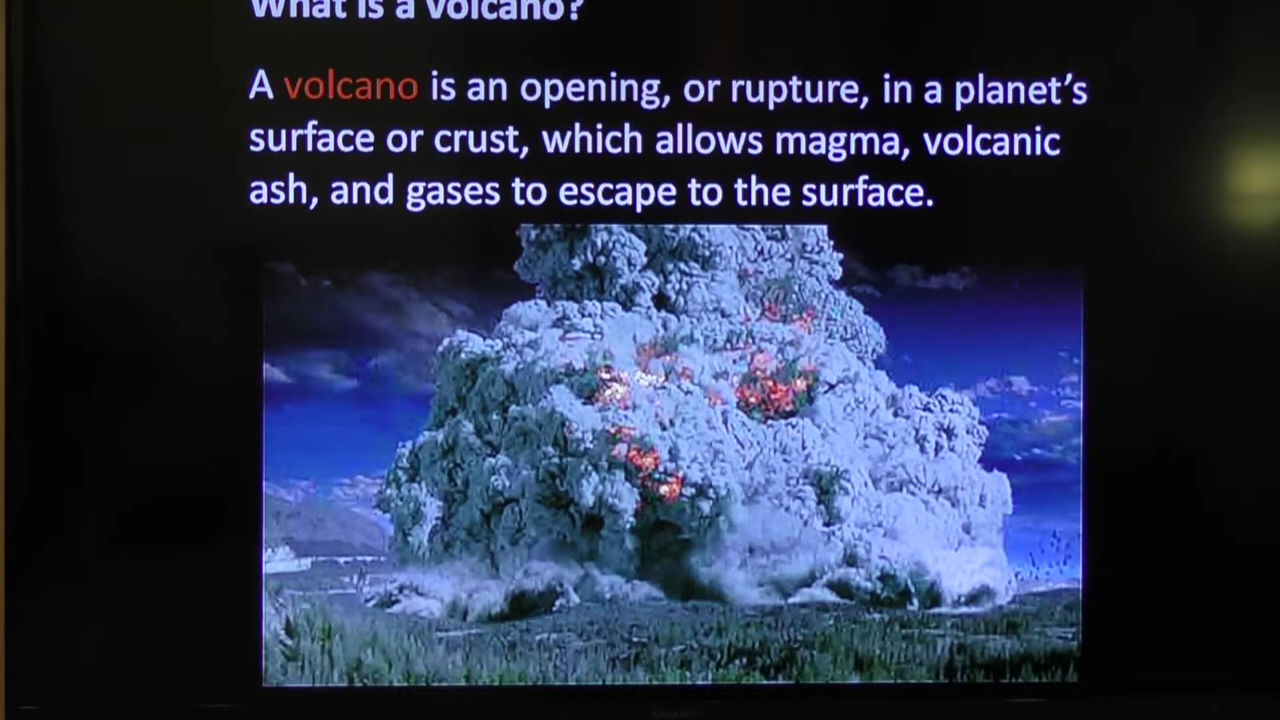 What is a volcano?
A volcano is an opening, or rupture, in a planet's
surface or crust, which allows magma, volcanic
ash, and gases to escape to the surface.